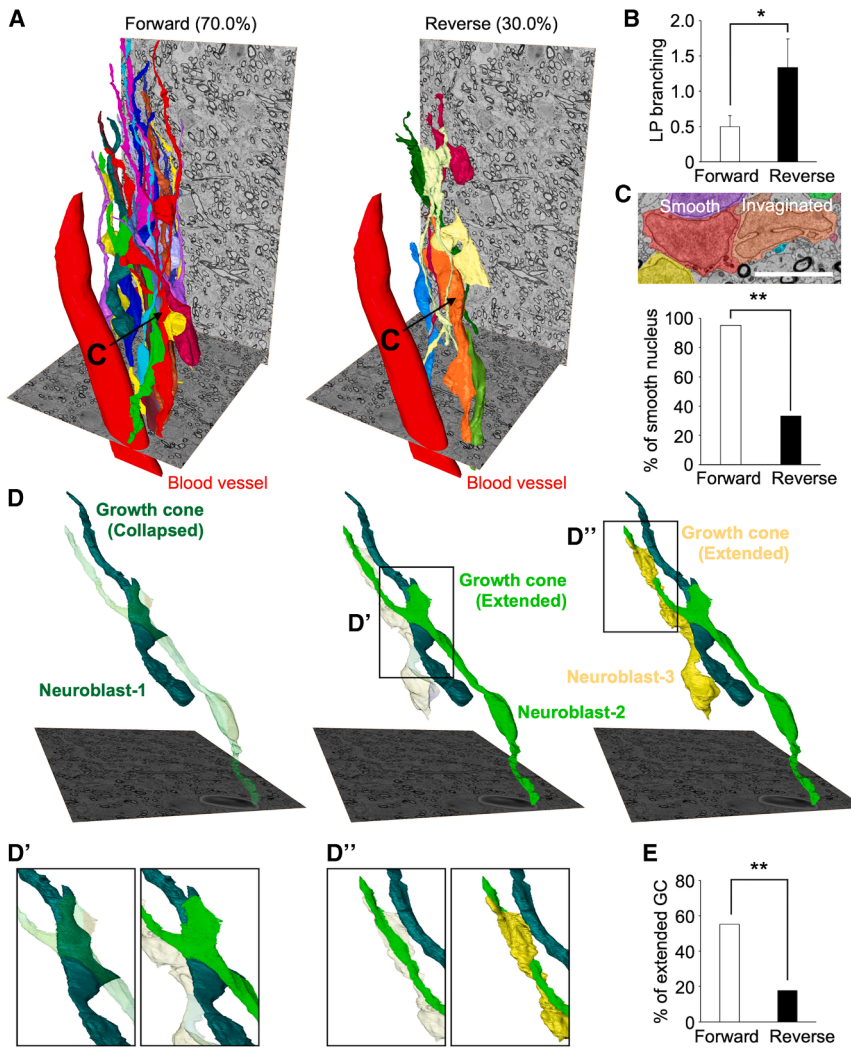 A
Forward (70.0%)
Reverse (30.0%)
C
C
Blood vessel
Blood vessel
B
LP branching
2.0
1.5
1.0
0.5
0
*
Forward Reverse
C
Smooth Invaginated
% of smooth nucleus
100
80
60
40
20
0
**
Forward Reverse
D
Growth cone
(Collapsed)
Neuroblast-1
Growth cone
(Extended)
D'
Neuroblast-2
D''
Growth cone
(Extended)
Neuroblast-3
D'
D''
E
% of extended GC
80
60
40
20
0
**
Forward Reverse